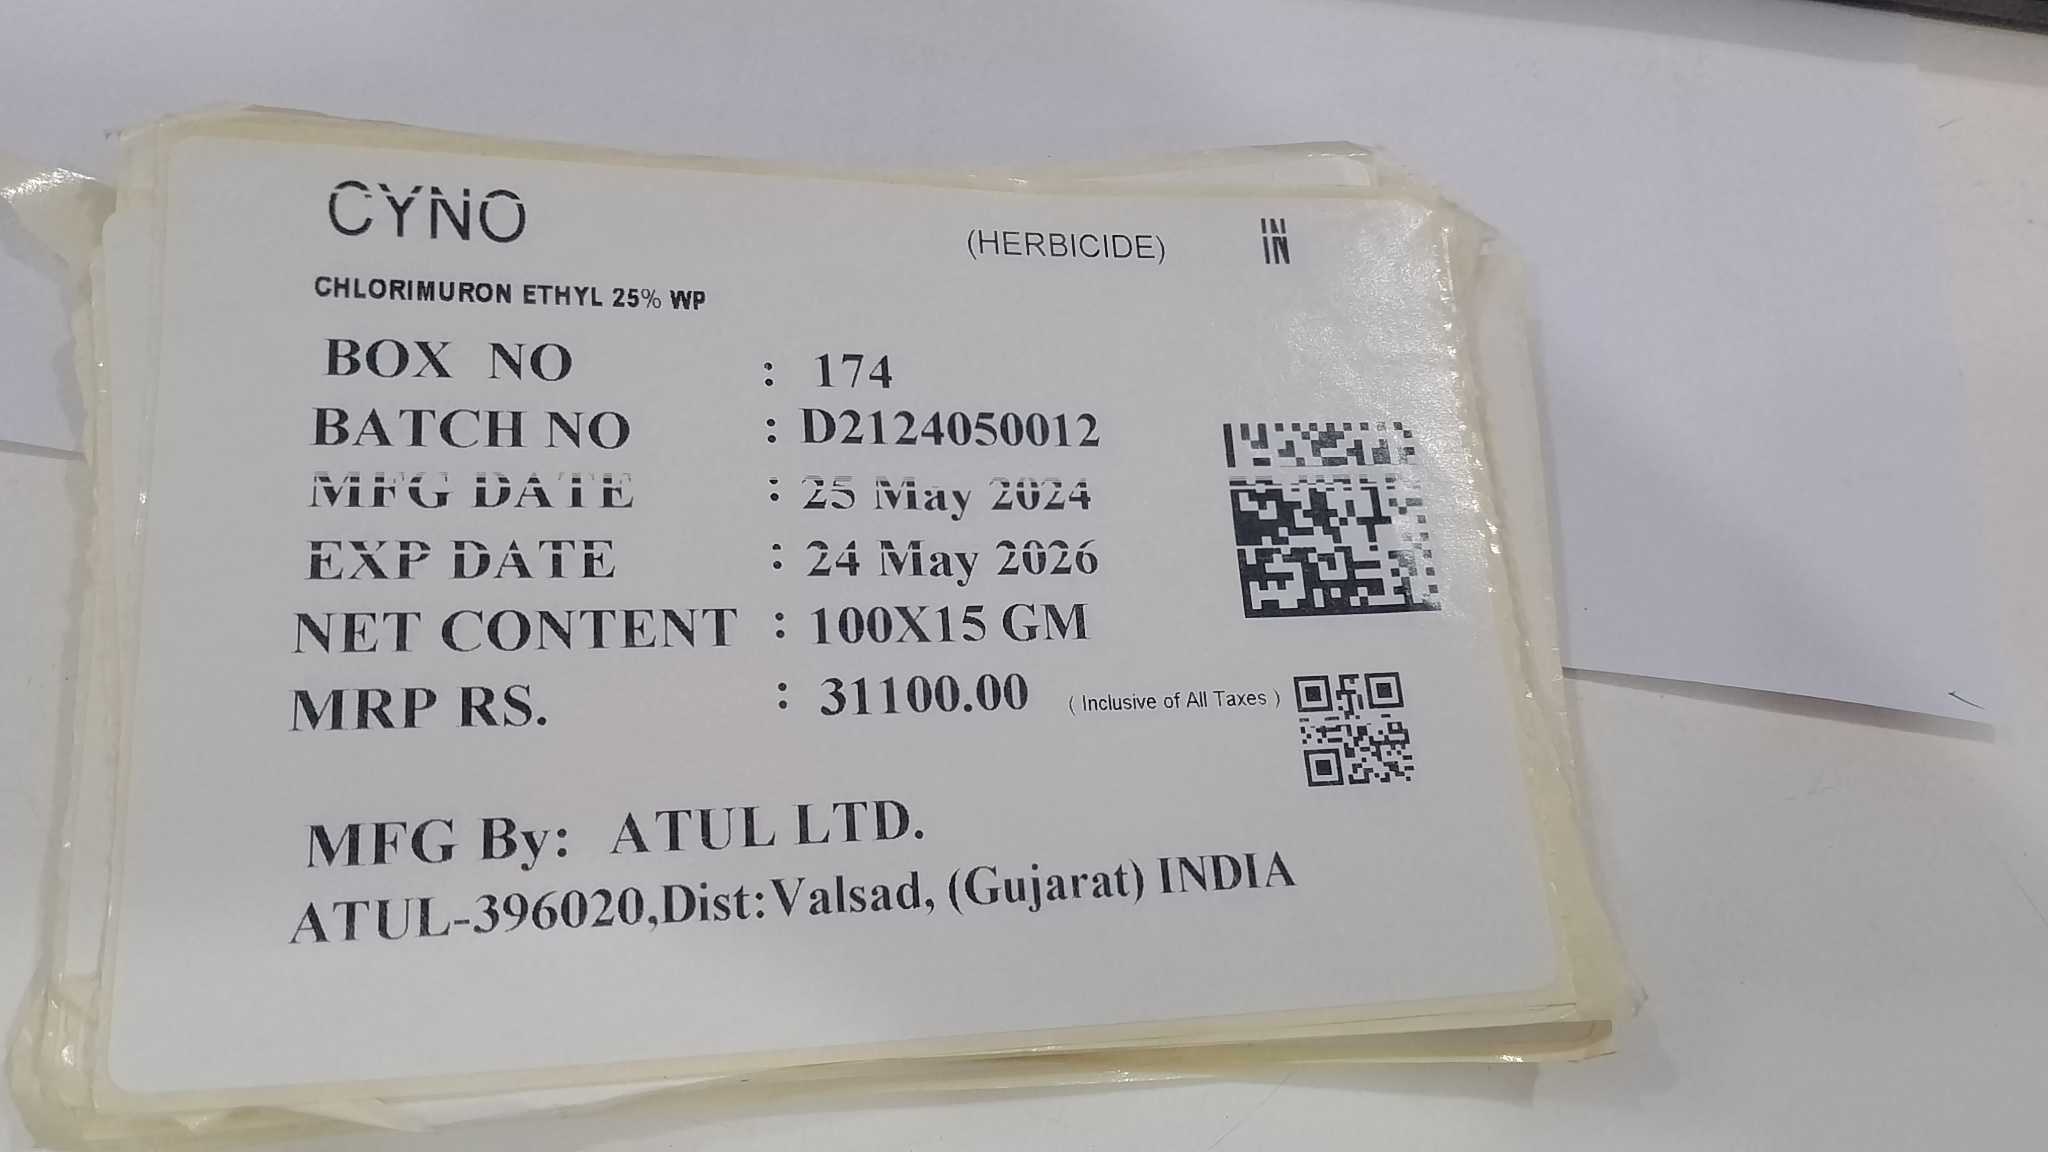 CYNO
(HERBICIDE)
IN
CHLORIMURON ETHYL 25% WP
BOX NO : 174
BATCH NO : D2124050012
MFG DATE : 25 May 2024
EXP DATE : 24 May 2026
NET CONTENT : 100X15 GM
MRP RS. : 31100.00 ( Inclusive of All Taxes )
MFG By: ATUL LTD.
ATUL-396020,Dist:Valsad, (Gujarat) INDIA